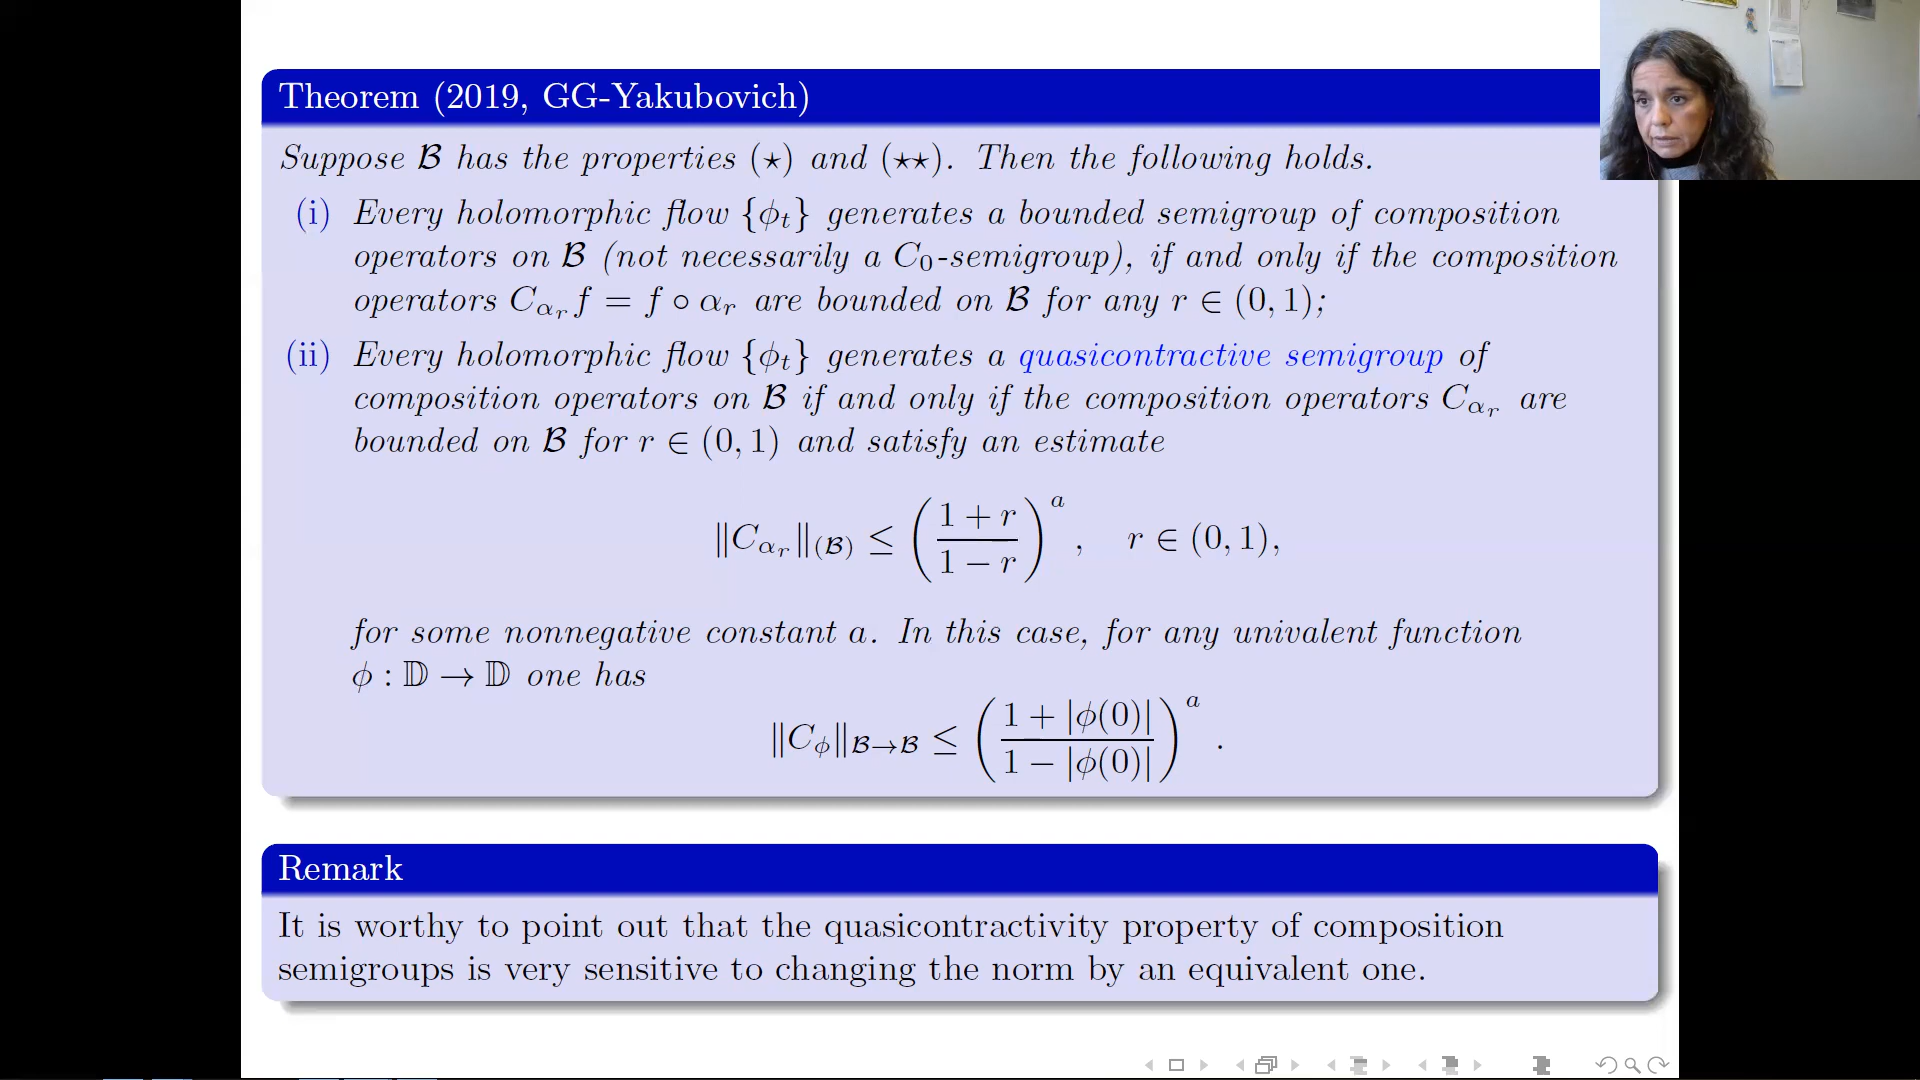 Theorem (2019, GG-Yakubovich)
Suppose ℬ has the properties (⋆) and (⋆⋆). Then the following holds.
(i) Every holomorphic flow {ϕₜ} generates a bounded semigroup of composition
operators on ℬ (not necessarily a C₀-semigroup), if and only if the composition
operators C_{α_r} f = f ∘ α_r are bounded on ℬ for any r ∈ (0, 1);
(ii) Every holomorphic flow {ϕₜ} generates a quasicontractive semigroup of
composition operators on ℬ if and only if the composition operators C_{α_r} are
bounded on ℬ for r ∈ (0, 1) and satisfy an estimate
‖C_{α_r}‖_{(ℬ)} ≤ ((1 + r)/(1 − r))^a, r ∈ (0, 1),
for some nonnegative constant a. In this case, for any univalent function
ϕ : 𝔻 → 𝔻 one has
‖C_ϕ‖_{ℬ→ℬ} ≤ ((1 + |ϕ(0)|)/(1 − |ϕ(0)|))^a.
Remark
It is worthy to point out that the quasicontractivity property of composition
semigroups is very sensitive to changing the norm by an equivalent one.